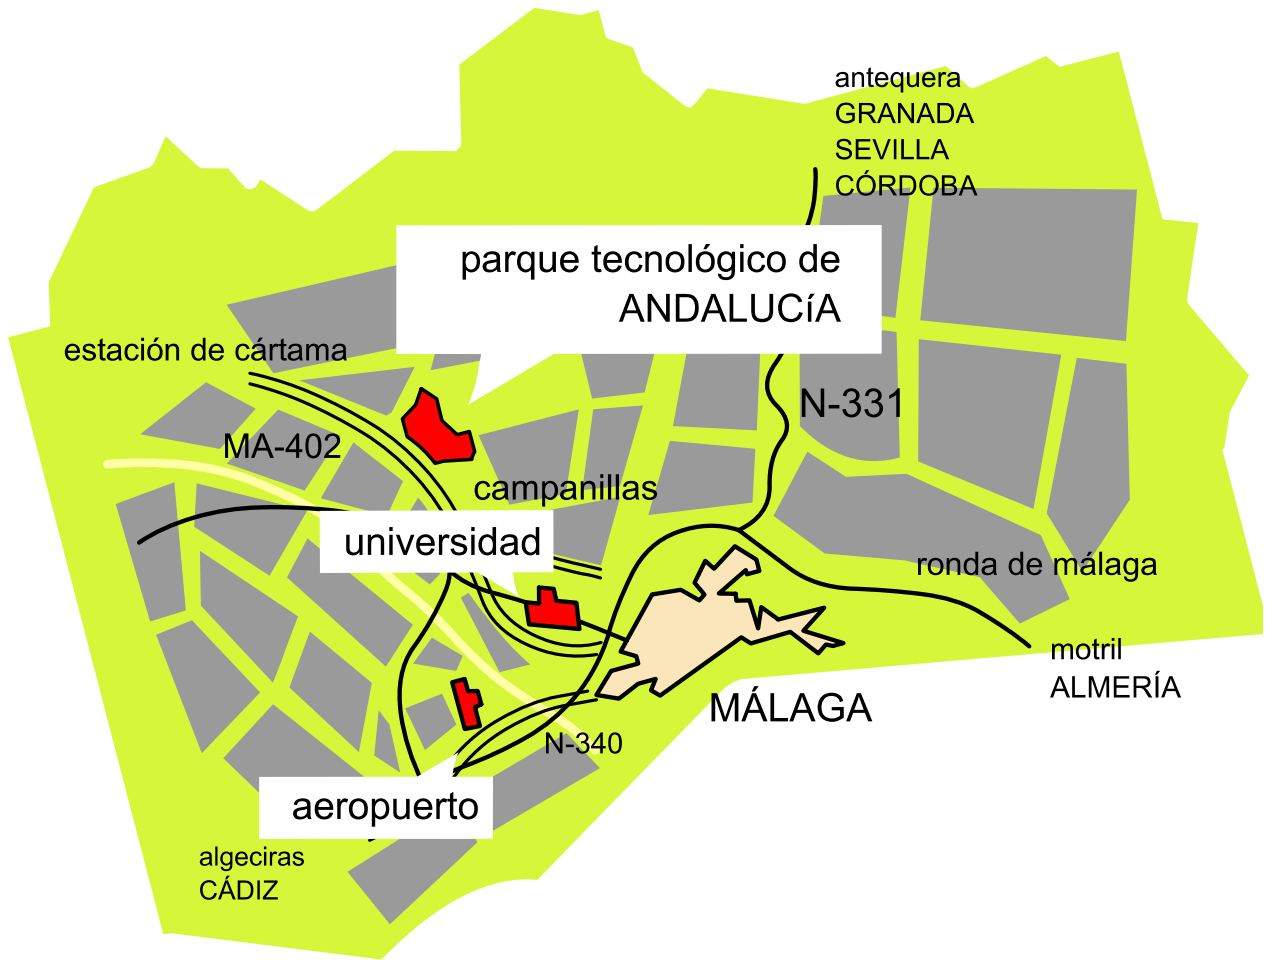 antequera
GRANADA
SEVILLA
CÓRDOBA
parque tecnológico de
ANDALUCíA
estación de cártama
N-331
MA-402
campanillas
universidad
ronda de málaga
motril
ALMERÍA
MÁLAGA
N-340
aeropuerto
algeciras
CÁDIZ